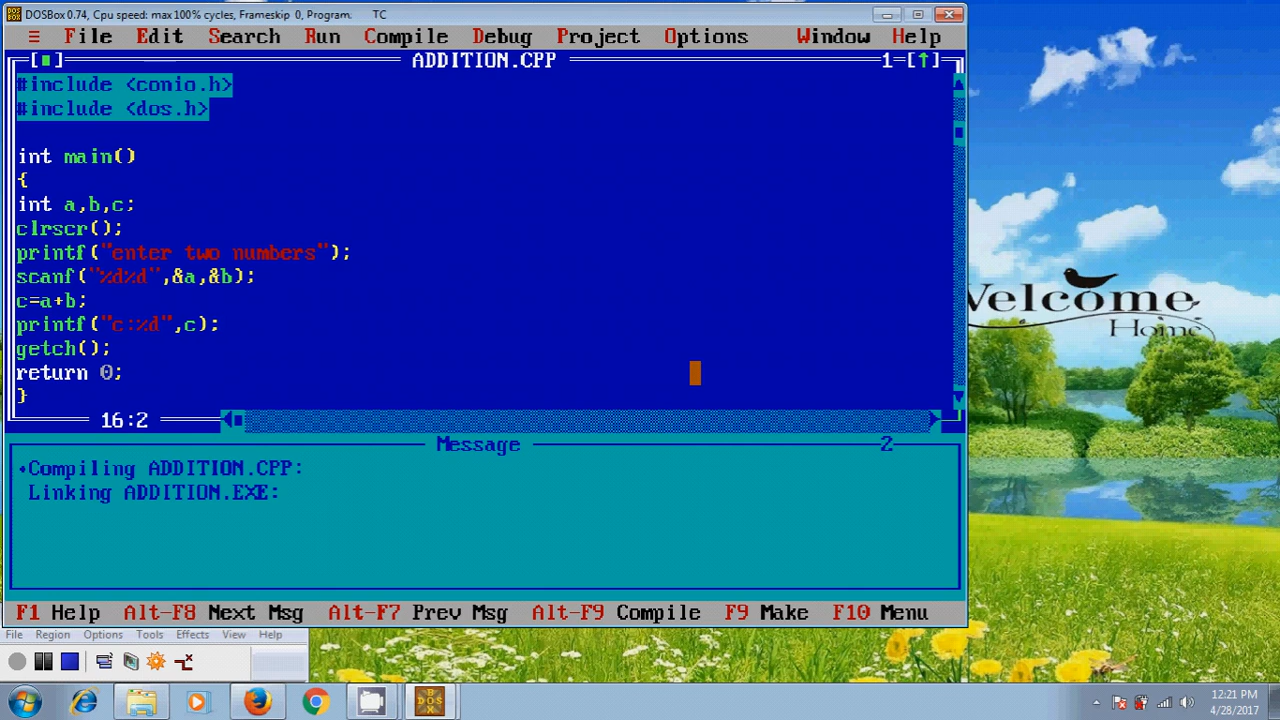 DOSBox 0.74, Cpu speed: max 100% cycles, Frameskip 0, Program: TC
≡ File Edit Search Run Compile Debug Project Options Window Help
[■] ADDITION.CPP 1=[↑]
#include <conio.h>
#include <dos.h>
int main()
{
int a,b,c;
clrscr();
printf("enter two numbers");
scanf("%d%d",&a,&b);
c=a+b;
printf("c:%d",c);
getch();
return 0;
}
16:2
Message 2
•Compiling ADDITION.CPP:
Linking ADDITION.EXE:
F1 Help Alt-F8 Next Msg Alt-F7 Prev Msg Alt-F9 Compile F9 Make F10 Menu
Welcome
Home
File Region Options Tools Effects View Help
DOS
BOX
12:21 PM
4/28/2017